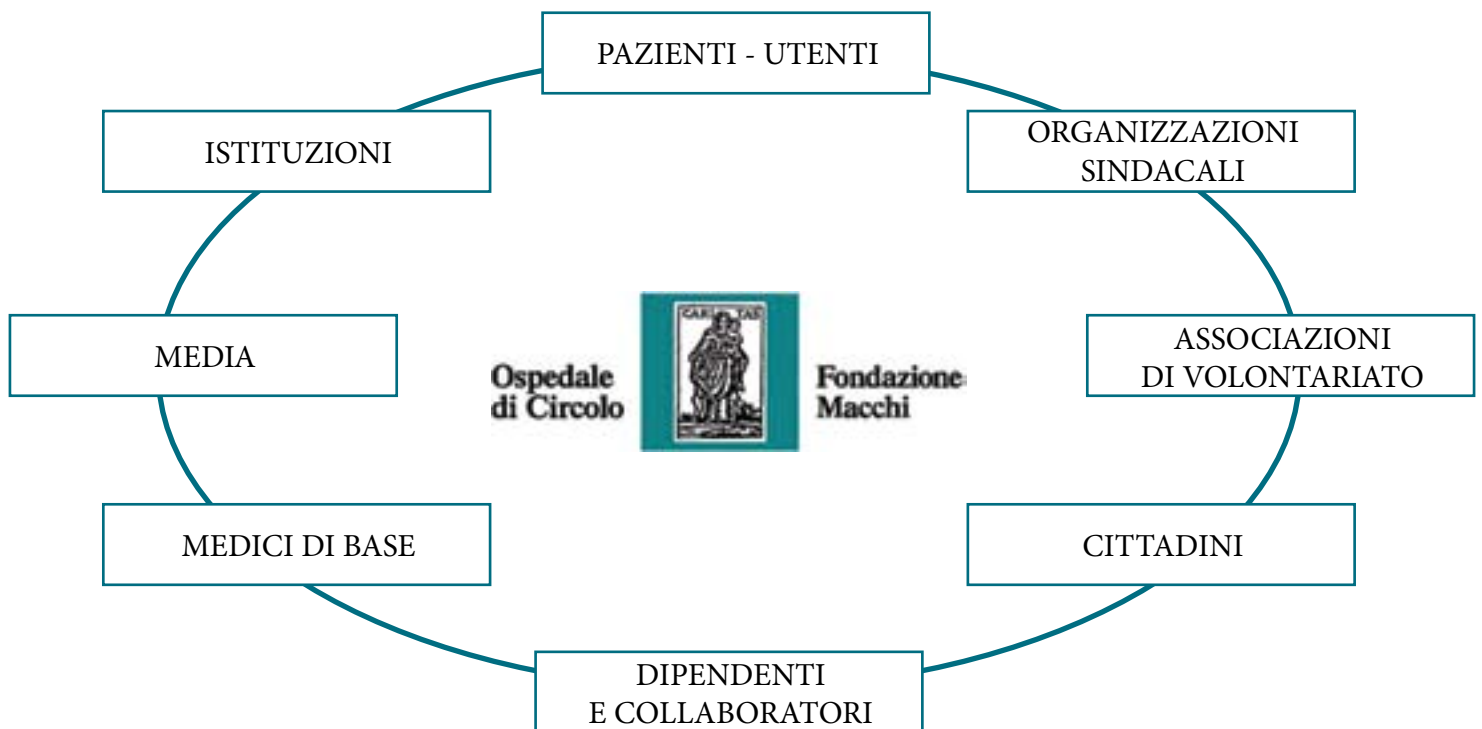 PAZIENTI - UTENTI
ISTITUZIONI
ORGANIZZAZIONI
SINDACALI
MEDIA
CARITAS
Ospedale
di Circolo
Fondazione
Macchi
ASSOCIAZIONI
DI VOLONTARIATO
MEDICI DI BASE
CITTADINI
DIPENDENTI
E COLLABORATORI